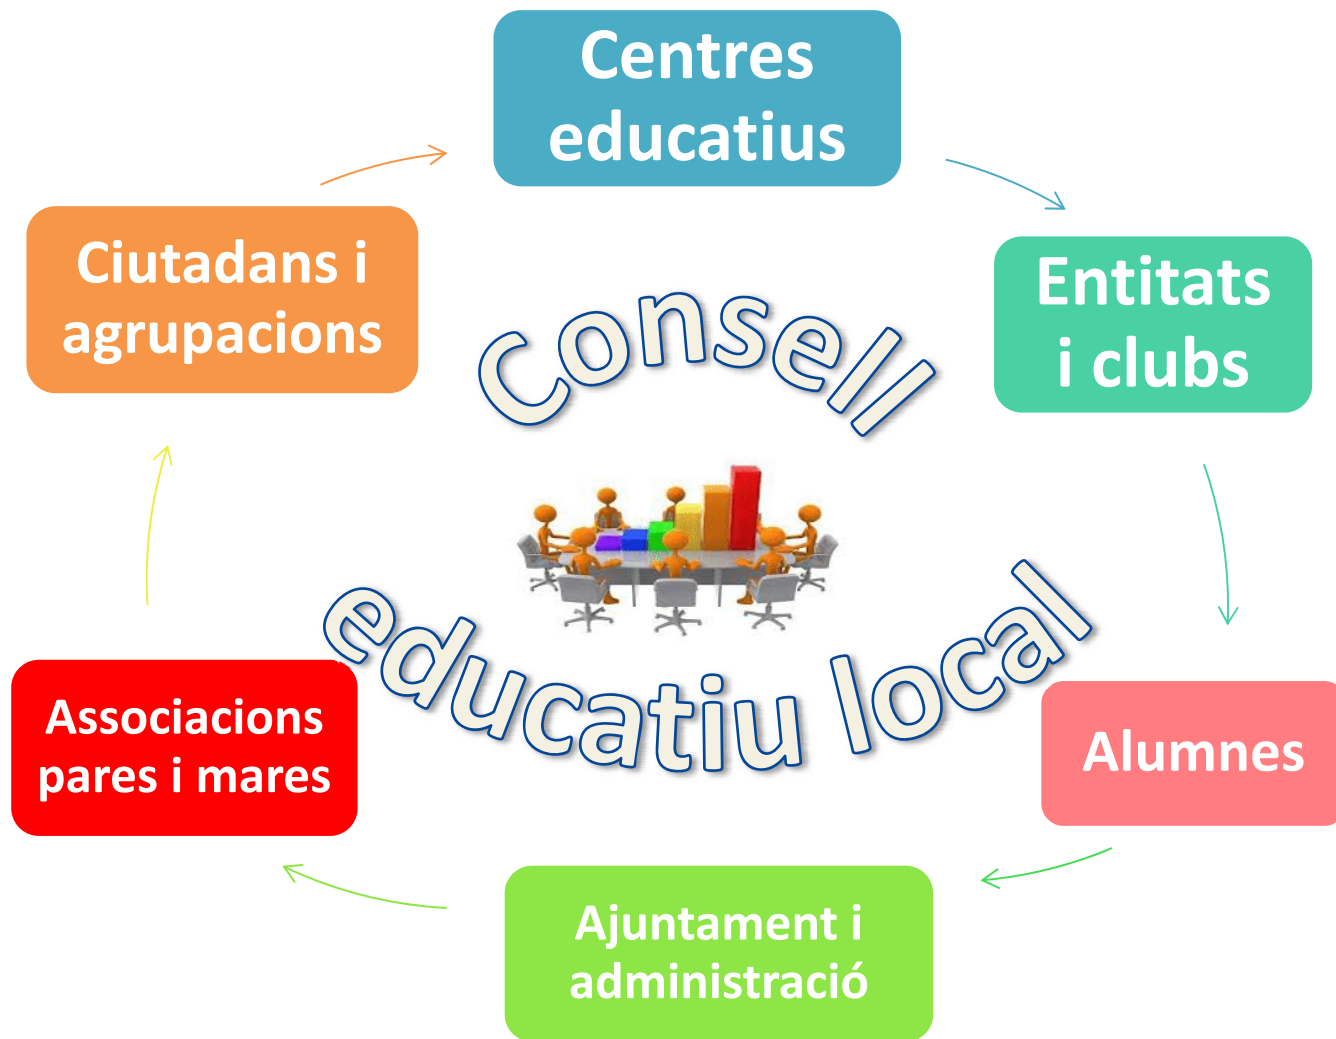 Centres
educatius
Ciutadans i
agrupacions
Entitats
i clubs
Consell
educatiu local
Associacions
pares i mares
Alumnes
Ajuntament i
administració